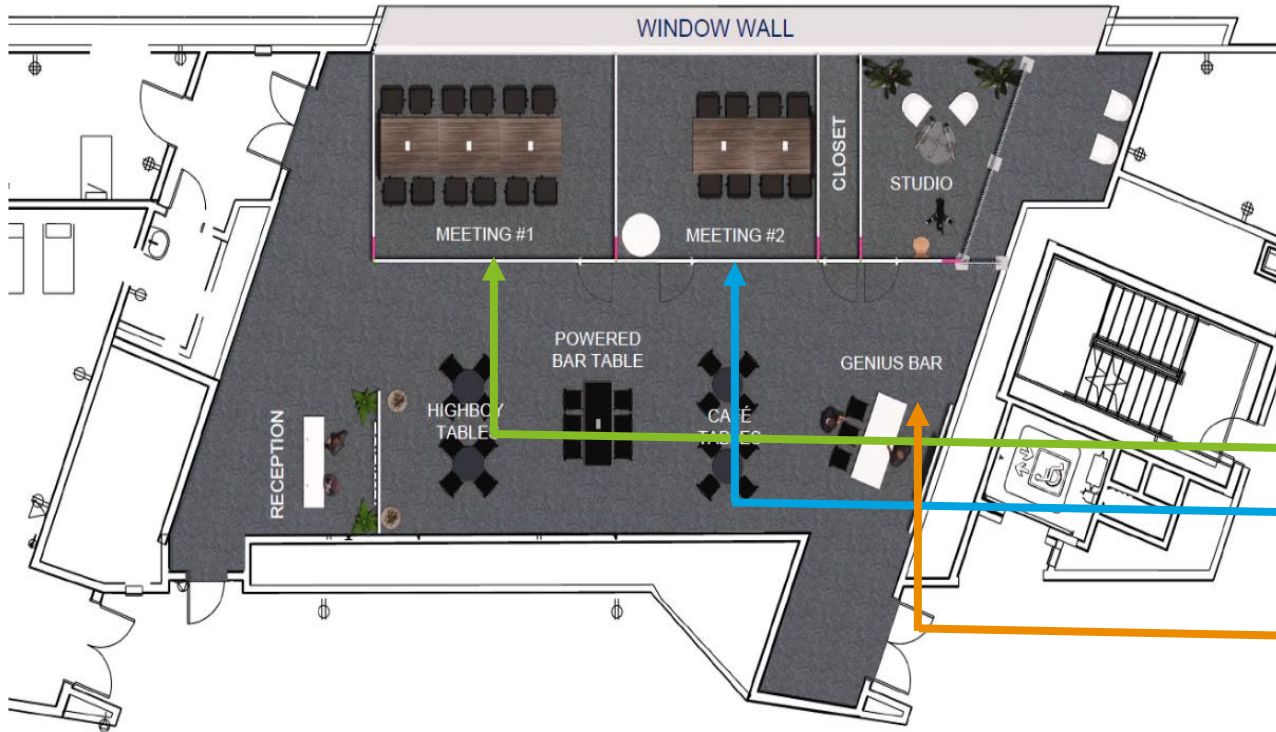 WINDOW WALL
MEETING #1
MEETING #2
CLOSET
STUDIO
POWERED
BAR TABLE
GENIUS BAR
HIGHBOY
TABLES
CAFÉ
TABLES
RECEPTION